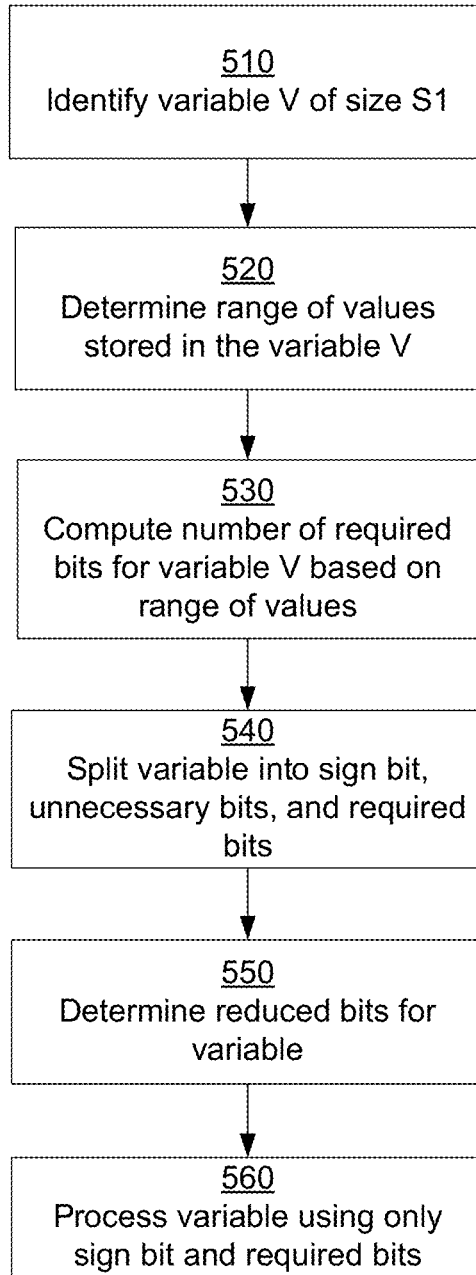 510
Identify variable V of size S1
520
Determine range of values
stored in the variable V
530
Compute number of required
bits for variable V based on
range of values
540
Split variable into sign bit,
unnecessary bits, and required
bits
550
Determine reduced bits for
variable
560
Process variable using only
sign bit and required bits